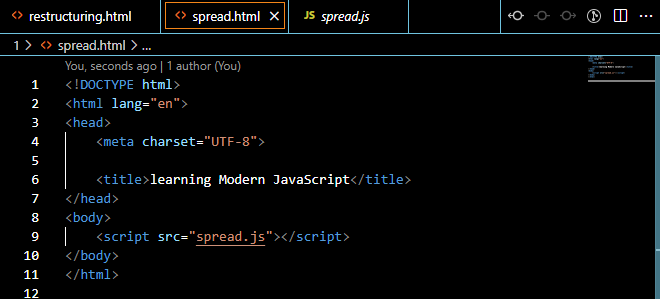 restructuring.html spread.html spread.js
1 > spread.html > ...
You, seconds ago | 1 author (You)
1 <!DOCTYPE html>
2 <html lang="en">
3 <head>
4 <meta charset="UTF-8">
5
6 <title>learning Modern JavaScript</title>
7 </head>
8 <body>
9 <script src="spread.js"></script>
10 </body>
11 </html>
12